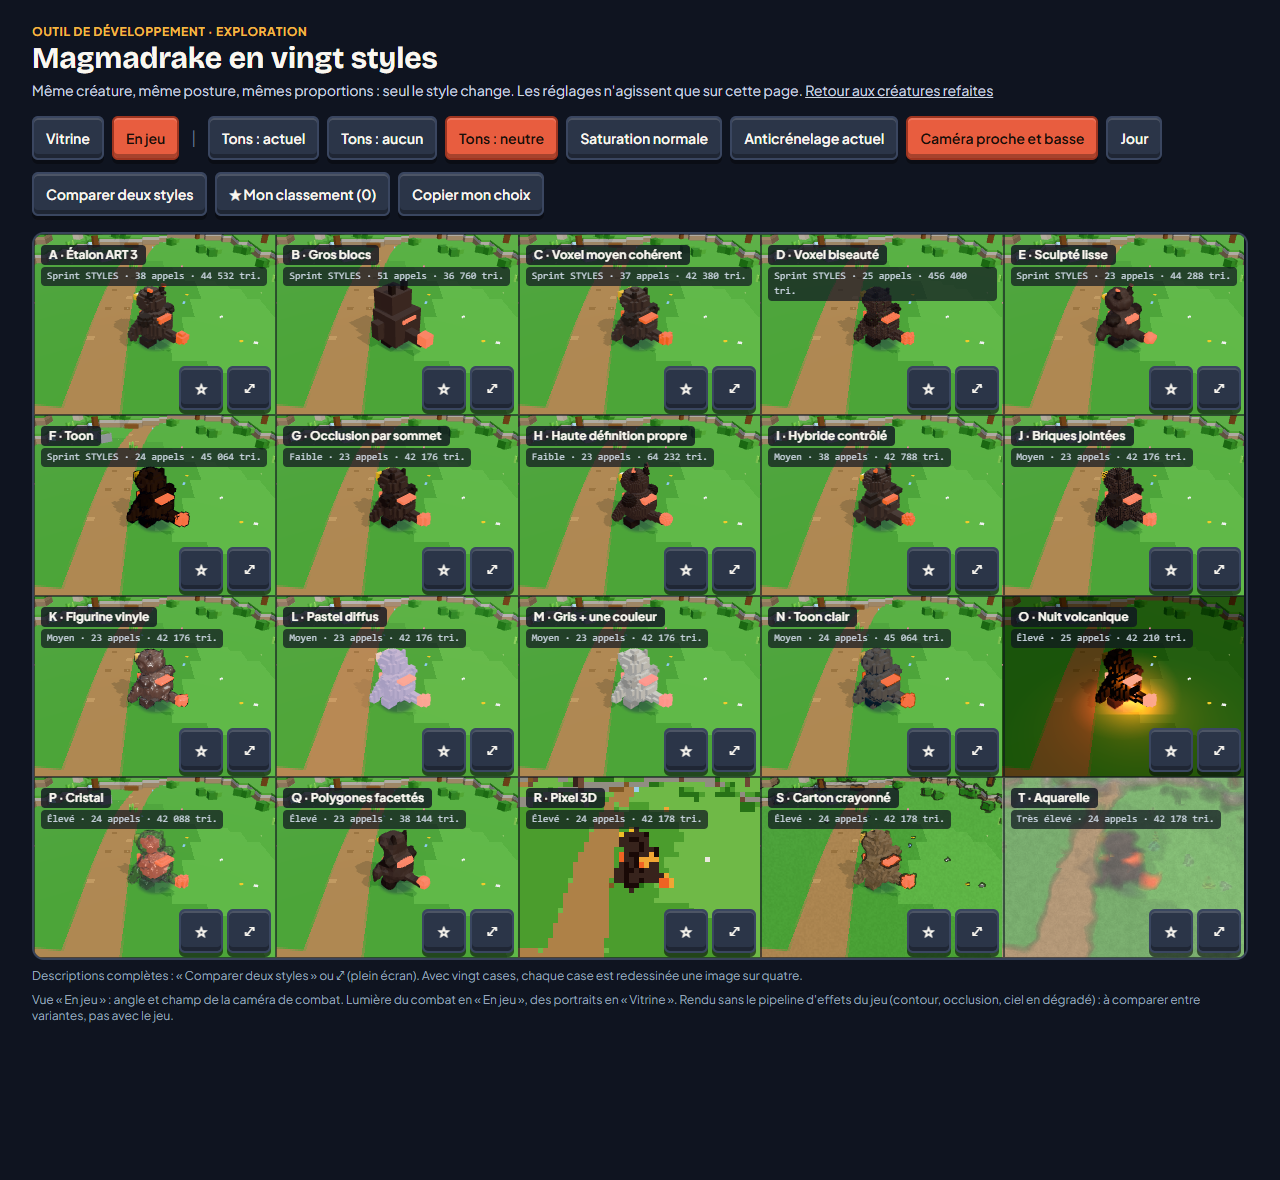 OUTIL DE DÉVELOPPEMENT · EXPLORATION
Magmadrake en vingt styles
Même créature, même posture, mêmes proportions : seul le style change. Les réglages n'agissent que sur cette page. Retour aux créatures refaites
Vitrine En jeu | Tons : actuel Tons : aucun Tons : neutre Saturation normale Anticrénelage actuel Caméra proche et basse Jour
Comparer deux styles ★ Mon classement (0) Copier mon choix
A · Étalon ART 3
Sprint STYLES · 38 appels · 44 532 tri.
B · Gros blocs
Sprint STYLES · 51 appels · 36 760 tri.
C · Voxel moyen cohérent
Sprint STYLES · 37 appels · 42 380 tri.
D · Voxel biseauté
Sprint STYLES · 25 appels · 456 400
tri.
E · Sculpté lisse
Sprint STYLES · 23 appels · 44 288 tri.
F · Toon
Sprint STYLES · 24 appels · 45 064 tri.
G · Occlusion par sommet
Faible · 23 appels · 42 176 tri.
H · Haute définition propre
Faible · 23 appels · 64 232 tri.
I · Hybride contrôlé
Moyen · 38 appels · 42 788 tri.
J · Briques jointées
Moyen · 23 appels · 42 176 tri.
K · Figurine vinyle
Moyen · 23 appels · 42 176 tri.
L · Pastel diffus
Moyen · 23 appels · 42 176 tri.
M · Gris + une couleur
Moyen · 23 appels · 42 176 tri.
N · Toon clair
Moyen · 24 appels · 45 064 tri.
O · Nuit volcanique
Élevé · 25 appels · 42 210 tri.
P · Cristal
Élevé · 24 appels · 42 088 tri.
Q · Polygones facettés
Élevé · 23 appels · 38 144 tri.
R · Pixel 3D
Élevé · 24 appels · 42 178 tri.
S · Carton crayonné
Élevé · 24 appels · 42 178 tri.
T · Aquarelle
Très élevé · 24 appels · 42 178 tri.
Descriptions complètes : « Comparer deux styles » ou ⤢ (plein écran). Avec vingt cases, chaque case est redessinée une image sur quatre.
Vue « En jeu » : angle et champ de la caméra de combat. Lumière du combat en « En jeu », des portraits en « Vitrine ». Rendu sans le pipeline d'effets du jeu (contour, occlusion, ciel en dégradé) : à comparer entre
variantes, pas avec le jeu.